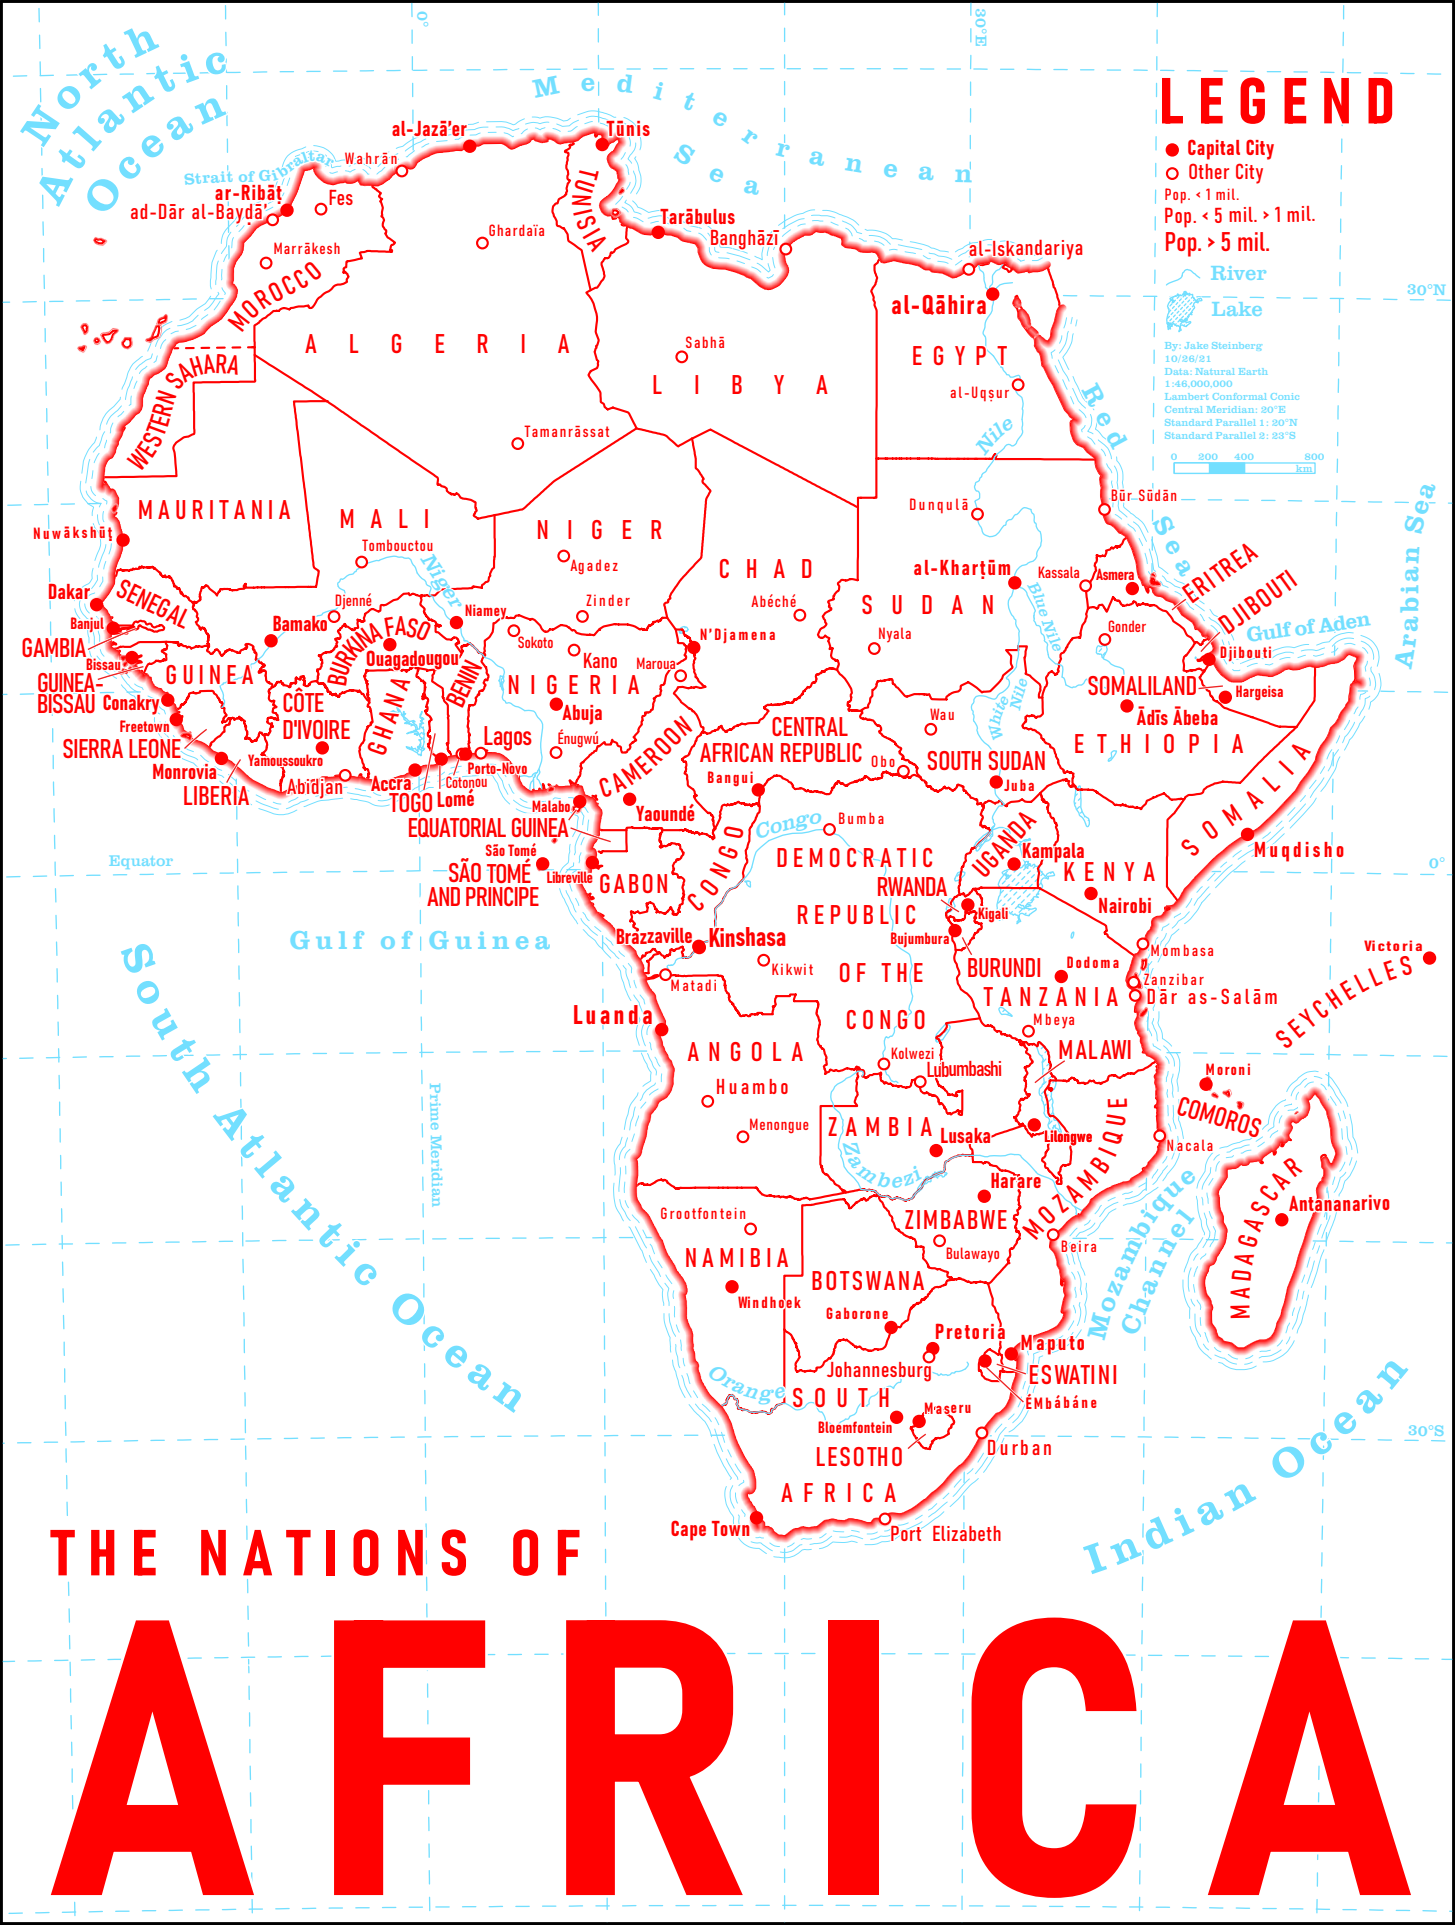 North
Atlantic
Ocean
0°
30°E
Mediterranean
Sea
LEGEND
Capital City
Other City
Pop. < 1 mil.
Pop. < 5 mil. > 1 mil.
Pop. > 5 mil.
River
Lake
By: Jake Steinberg
10/26/21
Data: Natural Earth
1:46,000,000
Lambert Conformal Conic
Central Meridian: 20°E
Standard Parallel 1: 20°N
Standard Parallel 2: 23°S
0 200 400 800
km
30°N
Strait of Gibraltar
al-Jazā'er
Tūnis
Wahrān
ar-Ribāṭ
Fes
ad-Dār al-Bayḍā'
Marrākesh
MOROCCO
Ghardaïa
TUNISIA
Tarābulus
Banghāzī
al-Iskandariya
al-Qāhira
ALGERIA
Sabhā
LIBYA
EGYPT
al-Uqṣur
WESTERN SAHARA
Tamanrāssat
Nile
Red
Sea
MAURITANIA
MALI
NIGER
Dunqulā
Būr Sūdān
Arabian Sea
Nuwākshūṭ
Tombouctou
Agadez
CHAD
al-Kharṭūm
Kassala
Asmera
ERITREA
DJIBOUTI
Dakar
SENEGAL
Niger
Djenné
Zinder
Abéché
SUDAN
Blue Nile
Banjul
Bamako
BURKINA FASO
Niamey
Sokoto
N'Djamena
Nyala
Gonder
Gulf of Aden
GAMBIA
Djibouti
Bissau
GUINEA
Ouagadougou
BENIN
Kano
Maroua
GUINEA-
BISSAU
Conakry
CÔTE
D'IVOIRE
GHANA
NIGERIA
Abuja
SOMALILAND
Hargeisa
White
Nile
Freetown
SIERRA LEONE
Lagos
Énugwú
CENTRAL
AFRICAN REPUBLIC
Wau
Ādīs Ābeba
ETHIOPIA
Yamoussoukro
Monrovia
LIBERIA
Abidjan
Accra
TOGO
Lomé
Cotonou
Porto-Novo
CAMEROON
Bangui
Obo
SOUTH SUDAN
Juba
SOMALIA
Malabo
EQUATORIAL GUINEA
Yaoundé
Congo
Bumba
UGANDA
Kampala
Muqdisho
São Tomé
SÃO TOMÉ
AND PRINCIPE
Libreville
GABON
CONGO
DEMOCRATIC
REPUBLIC
OF THE
CONGO
RWANDA
Kigali
KENYA
Nairobi
Equator
0°
Gulf of Guinea
Brazzaville
Kinshasa
Bujumbura
BURUNDI
Kikwit
Matadi
Dodoma
TANZANIA
Mombasa
Zanzibar
Dār as-Salām
Victoria
SEYCHELLES
South Atlantic Ocean
Luanda
Mbeya
MALAWI
ANGOLA
Kolwezi
Lubumbashi
Moroni
COMOROS
Prime Meridian
Huambo
Menongue
ZAMBIA
Lusaka
Lilongwe
MOZAMBIQUE
Nacala
Zambezi
Harare
Mozambique
Channel
MADAGASCAR
Antananarivo
Grootfontein
ZIMBABWE
Bulawayo
Beira
NAMIBIA
Windhoek
BOTSWANA
Gaborone
Pretoria
Johannesburg
Maputo
ESWATINI
ÉMbábáne
Orange
SOUTH
AFRICA
Bloemfontein
Maseru
LESOTHO
Durban
30°S
Indian Ocean
Cape Town
Port Elizabeth
THE NATIONS OF
AFRICA